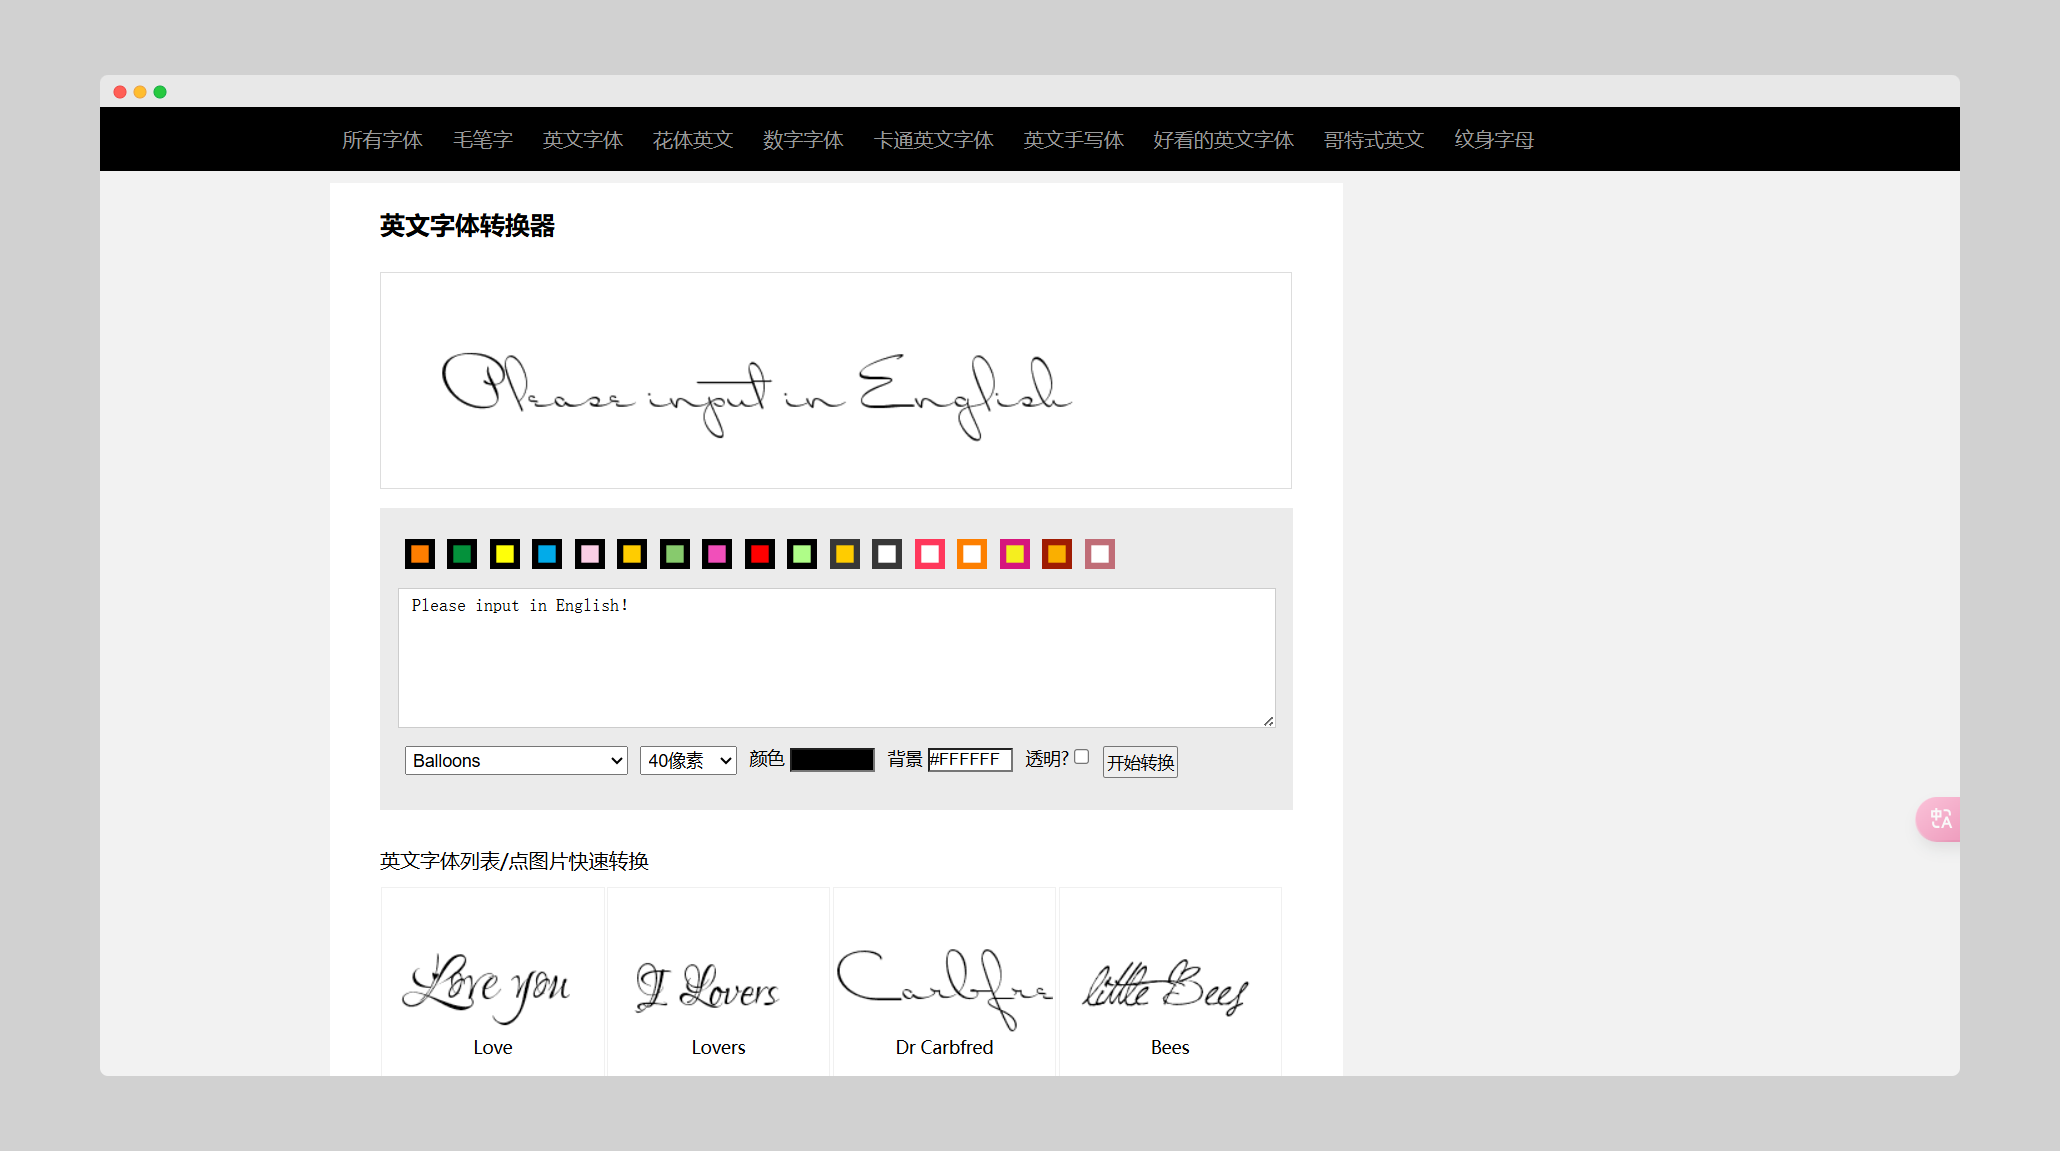 所有字体 毛笔字 英文字体 花体英文 数字字体 卡通英文字体 英文手写体 好看的英文字体 哥特式英文 纹身字母
英文字体转换器
Please input in English
Please input in English!
Balloons 40像素 颜色 背景 #FFFFFF 透明? 开始转换
中A
英文字体列表/点图片快速转换
Love you I Lovers Carbfre little Bees
Love Lovers Dr Carbfred Bees